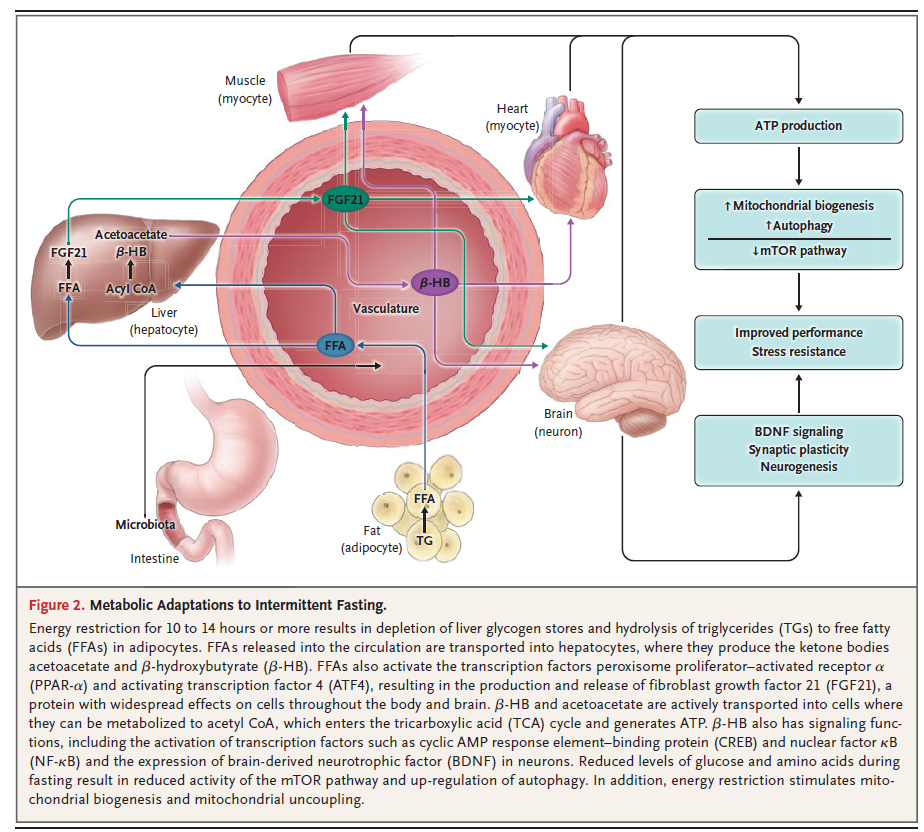 Muscle
(myocyte)
Heart
(myocyte)
ATP production
↑Mitochondrial biogenesis
↑Autophagy
↓mTOR pathway
FGF21
Acetoacetate
FGF21
β-HB
FFA
Acyl CoA
β-HB
Liver
(hepatocyte)
Vasculature
FFA
Improved performance
Stress resistance
Brain
(neuron)
BDNF signaling
Synaptic plasticity
Neurogenesis
FFA
Fat
(adipocyte)
TG
Microbiota
Intestine
Figure 2. Metabolic Adaptations to Intermittent Fasting.
Energy restriction for 10 to 14 hours or more results in depletion of liver glycogen stores and hydrolysis of triglycerides (TGs) to free fatty
acids (FFAs) in adipocytes. FFAs released into the circulation are transported into hepatocytes, where they produce the ketone bodies
acetoacetate and β-hydroxybutyrate (β-HB). FFAs also activate the transcription factors peroxisome proliferator–activated receptor α
(PPAR-α) and activating transcription factor 4 (ATF4), resulting in the production and release of fibroblast growth factor 21 (FGF21), a
protein with widespread effects on cells throughout the body and brain. β-HB and acetoacetate are actively transported into cells where
they can be metabolized to acetyl CoA, which enters the tricarboxylic acid (TCA) cycle and generates ATP. β-HB also has signaling func-
tions, including the activation of transcription factors such as cyclic AMP response element–binding protein (CREB) and nuclear factor κB
(NF-κB) and the expression of brain-derived neurotrophic factor (BDNF) in neurons. Reduced levels of glucose and amino acids during
fasting result in reduced activity of the mTOR pathway and up-regulation of autophagy. In addition, energy restriction stimulates mito-
chondrial biogenesis and mitochondrial uncoupling.